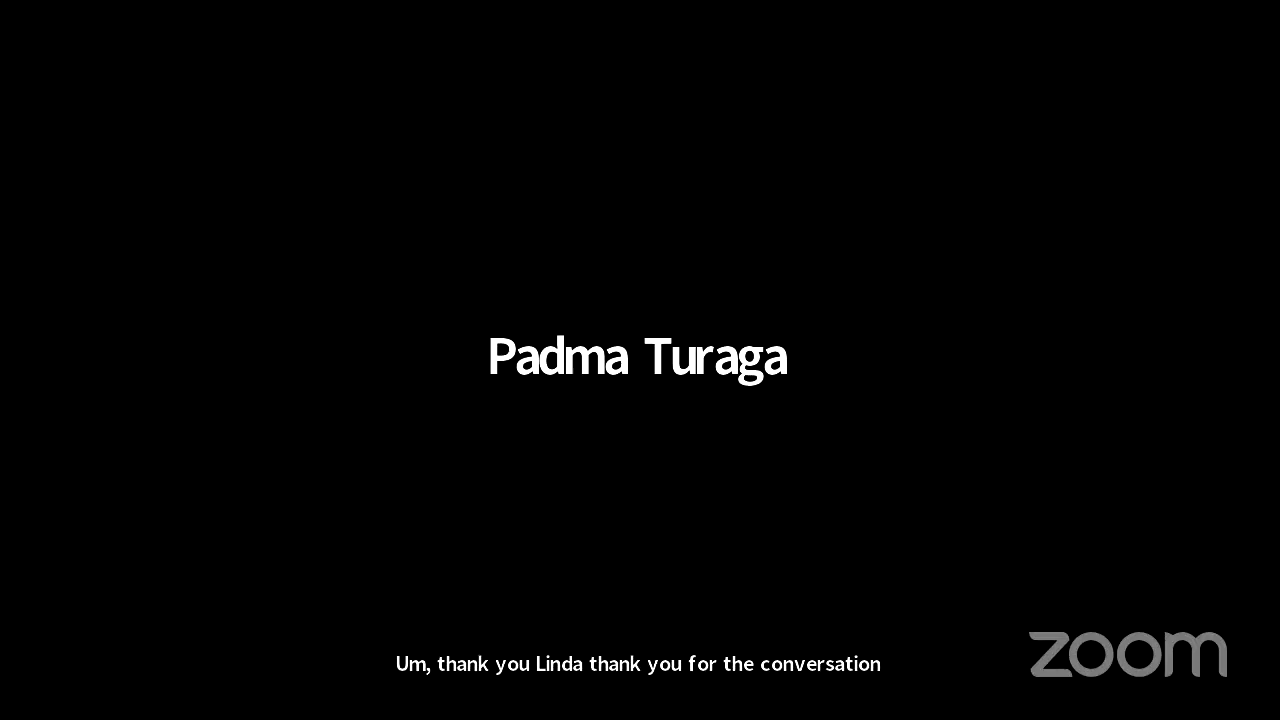 Padma Turaga
Um, thank you Linda thank you for the conversation
zoom